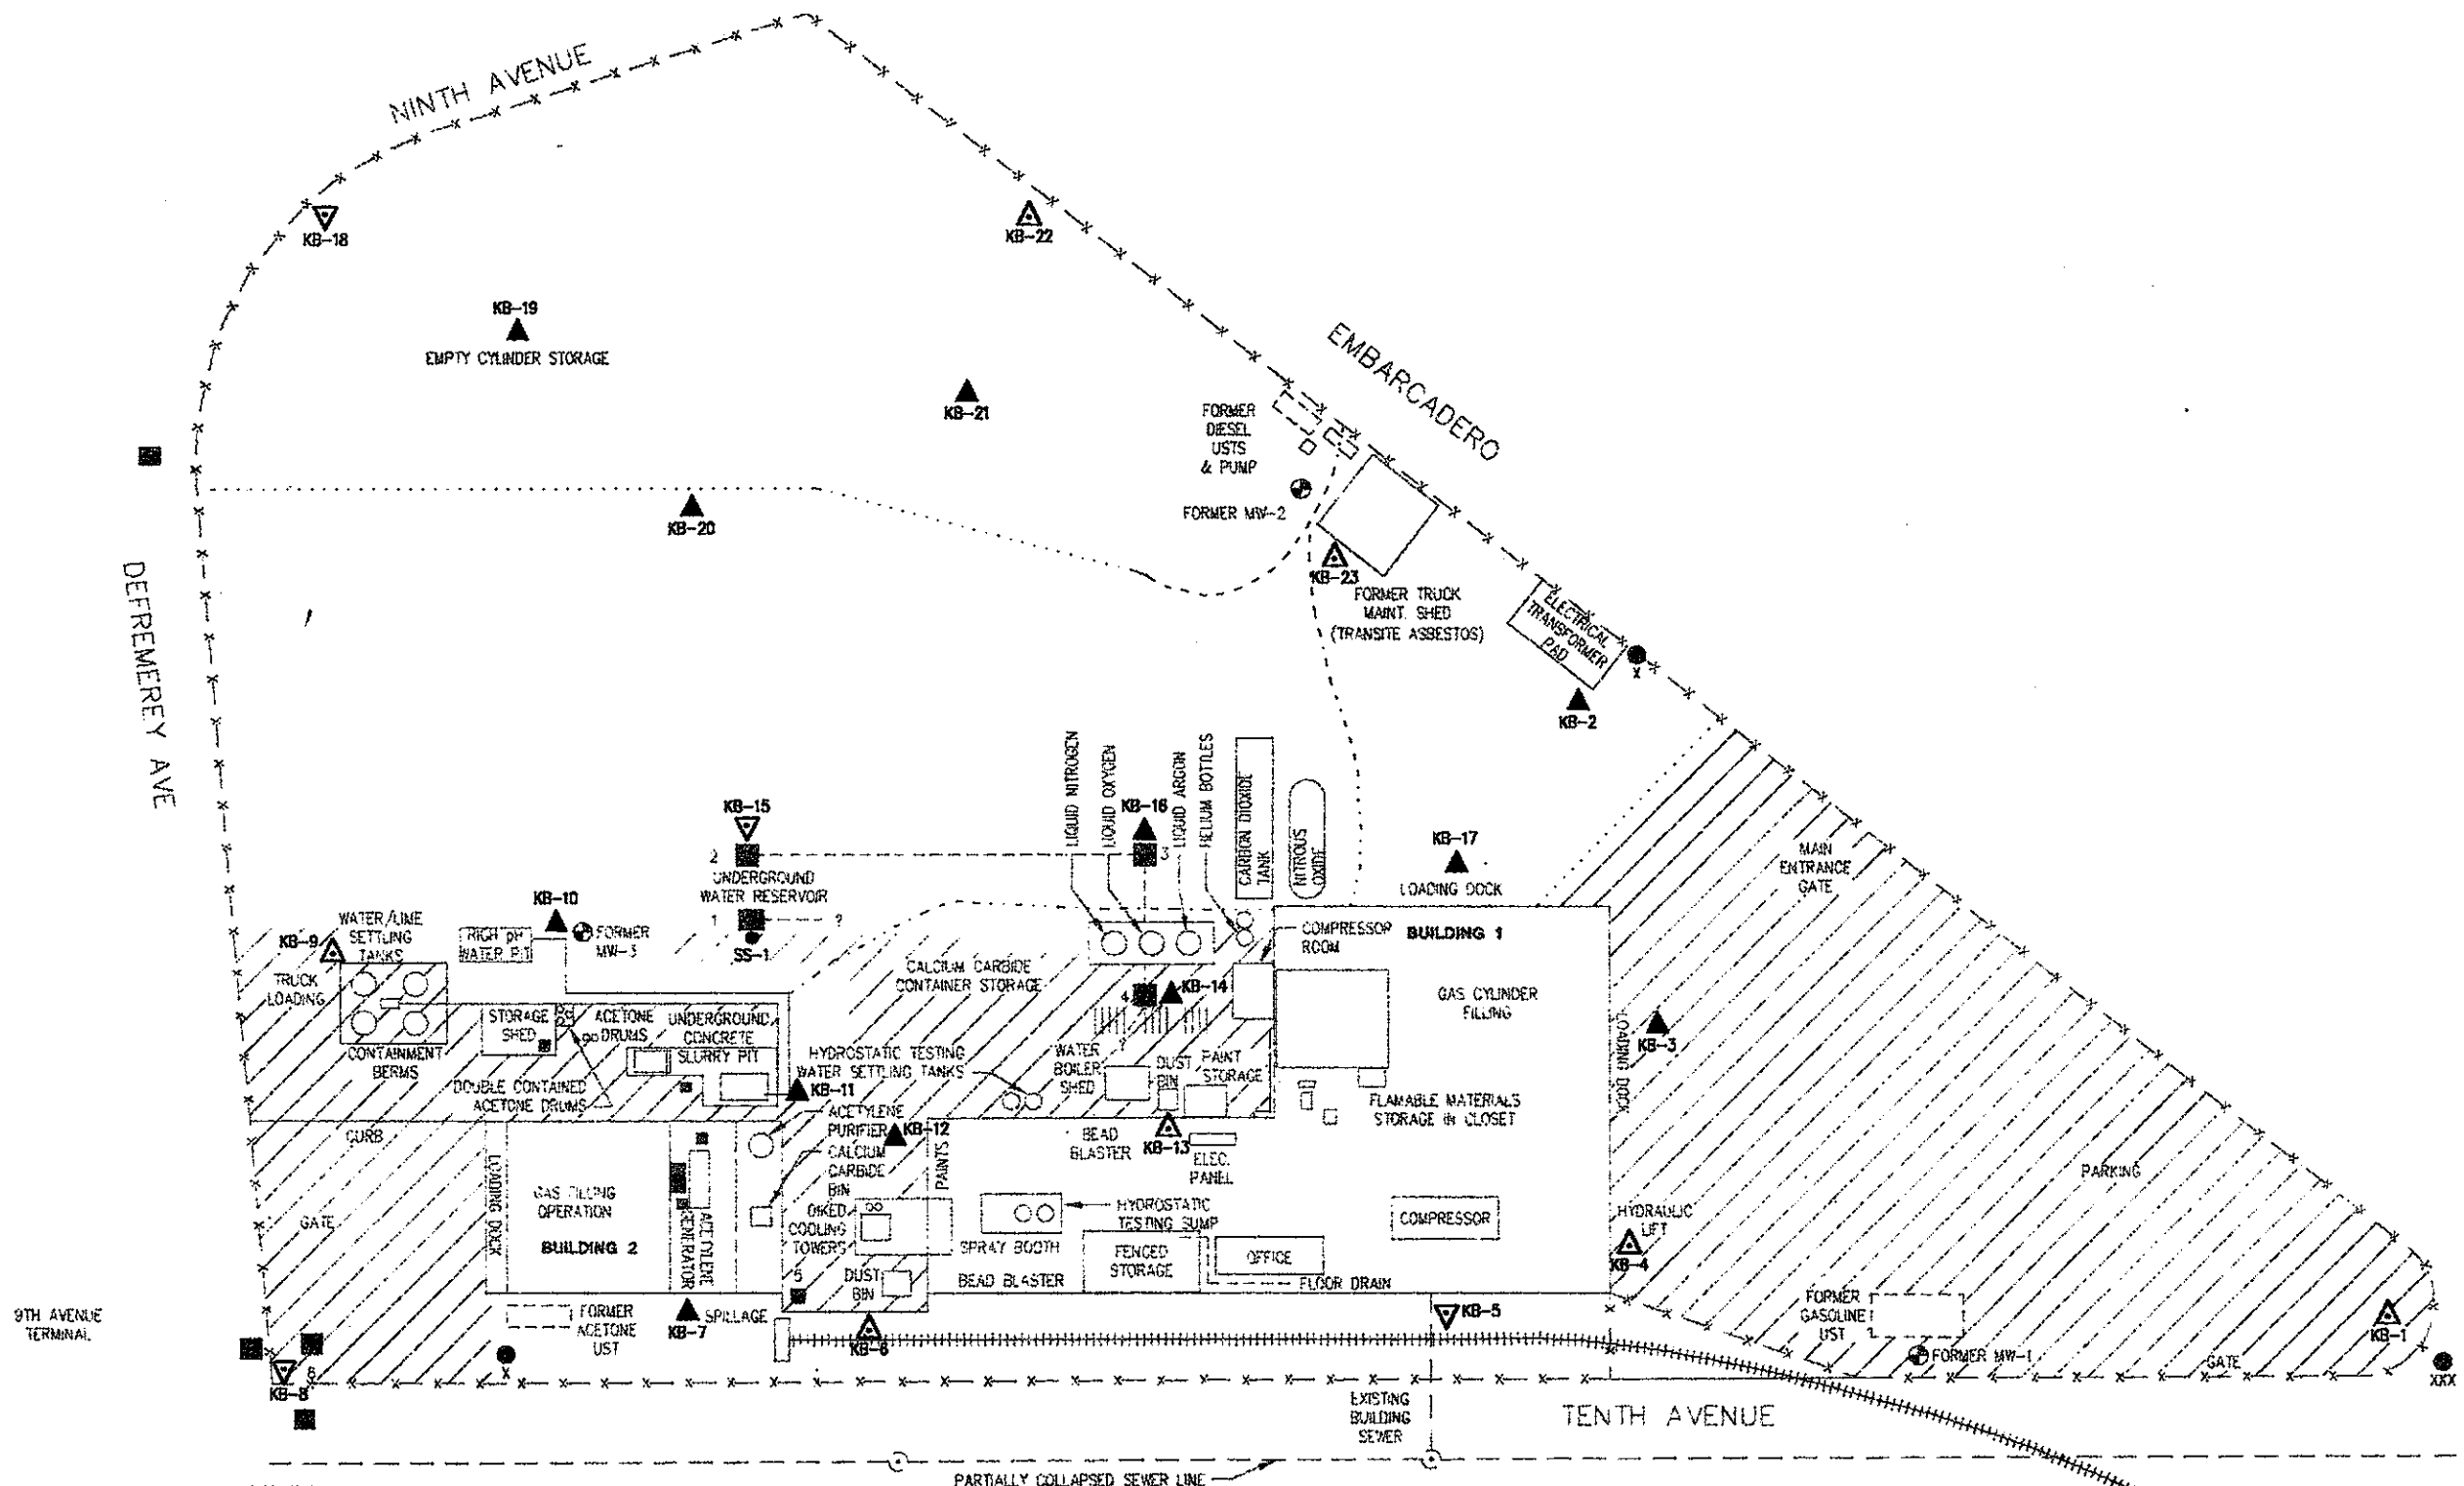 NINTH AVENUE
KB-18
KB-22
KB-19
EMPTY CYLINDER STORAGE
EMBARCADERO
KB-21
FORMER
DIESEL
USTS
& PUMP
FORMER MW-2
KB-20
KB-23
FORMER TRUCK
MAINT. SHED
(TRANSITE ASBESTOS)
ELECTRICAL
TRANSFORMER
PAD
X
KB-2
DEFREMEREY AVE
LIQUID NITROGEN
LIQUID OXYGEN
KB-16
LIQUID ARGON
HELIUM BOTTLES
CARBON DIOXIDE
TANK
NITROUS
OXIDE
KB-15
2
3
UNDERGROUND
WATER RESERVOIR
1
?
SS-1
KB-17
LOADING DOCK
MAIN
ENTRANCE
GATE
KB-10
WATER/LIME
SETTLING
TANKS
KB-9
HIGH pH
WATER PIT
FORMER
MW-3
TRUCK
LOADING
COMPRESSOR
ROOM
BUILDING 1
CALCIUM CARBIDE
CONTAINER STORAGE
4
KB-14
?
GAS CYLINDER
FILLING
LOADING DOCK
KB-3
STORAGE
SHED
ACETONE
DRUMS
UNDERGROUND
CONCRETE
SLURRY PIT
CONTAINMENT
BERMS
DOUBLE CONTAINED
ACETONE DRUMS
HYDROSTATIC TESTING
WATER SETTLING TANKS
WATER
BOILER
SHED
DUST
BIN
PAINT
STORAGE
KB-11
FLAMABLE MATERIALS
STORAGE IN CLOSET
ACETYLENE
PURIFIER
KB-12
CURB
CALCIUM
CARBIDE
BIN
PAINTS
BEAD
BLASTER
KB-13
ELEC.
PANEL
PARKING
LOADING DOCK
GAS FILLING
OPERATION
BUILDING 2
ACETYLENE
GENERATOR
GATE
DIKED
COOLING
TOWERS
HYDROSTATIC
TESTING SUMP
SPRAY BOOTH
COMPRESSOR
HYDRAULIC
LIFT
KB-4
FENCED
STORAGE
OFFICE
5
DUST
BIN
BEAD BLASTER
FLOOR DRAIN
9TH AVENUE
TERMINAL
FORMER
ACETONE
UST
KB-7
SPILLAGE
KB-6
KB-5
FORMER
GASOLINE
UST
KB-1
FORMER MW-1
GATE
XXX
KB-8
6
X
EXISTING
BUILDING
SEWER
TENTH AVENUE
PARTIALLY COLLAPSED SEWER LINE